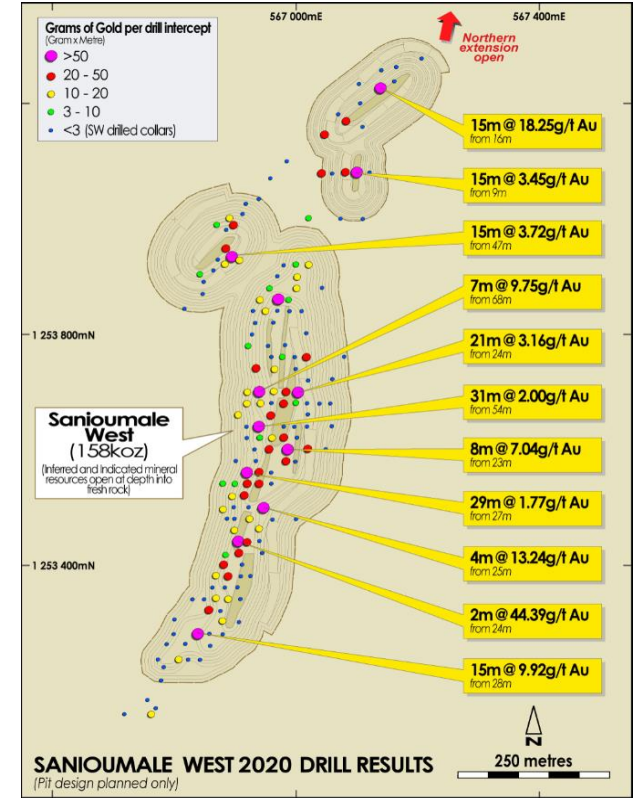 567 000mE
567 400mE
Grams of Gold per drill intercept
(Gram x Metre)
>50
20 - 50
10 - 20
3 - 10
<3 (SW drilled collars)
Northern
extension
open
15m @ 18.25g/t Au
from 16m
15m @ 3.45g/t Au
from 9m
15m @ 3.72g/t Au
from 47m
7m @ 9.75g/t Au
from 68m
1 253 800mN
21m @ 3.16g/t Au
from 24m
31m @ 2.00g/t Au
from 54m
Sanioumale
West
(158koz)
(Inferred and Indicated mineral
resources open at depth into
fresh rock)
8m @ 7.04g/t Au
from 23m
29m @ 1.77g/t Au
from 27m
4m @ 13.24g/t Au
from 25m
1 253 400mN
2m @ 44.39g/t Au
from 24m
15m @ 9.92g/t Au
from 28m
N
250 metres
SANIOUMALE WEST 2020 DRILL RESULTS
(Pit design planned only)